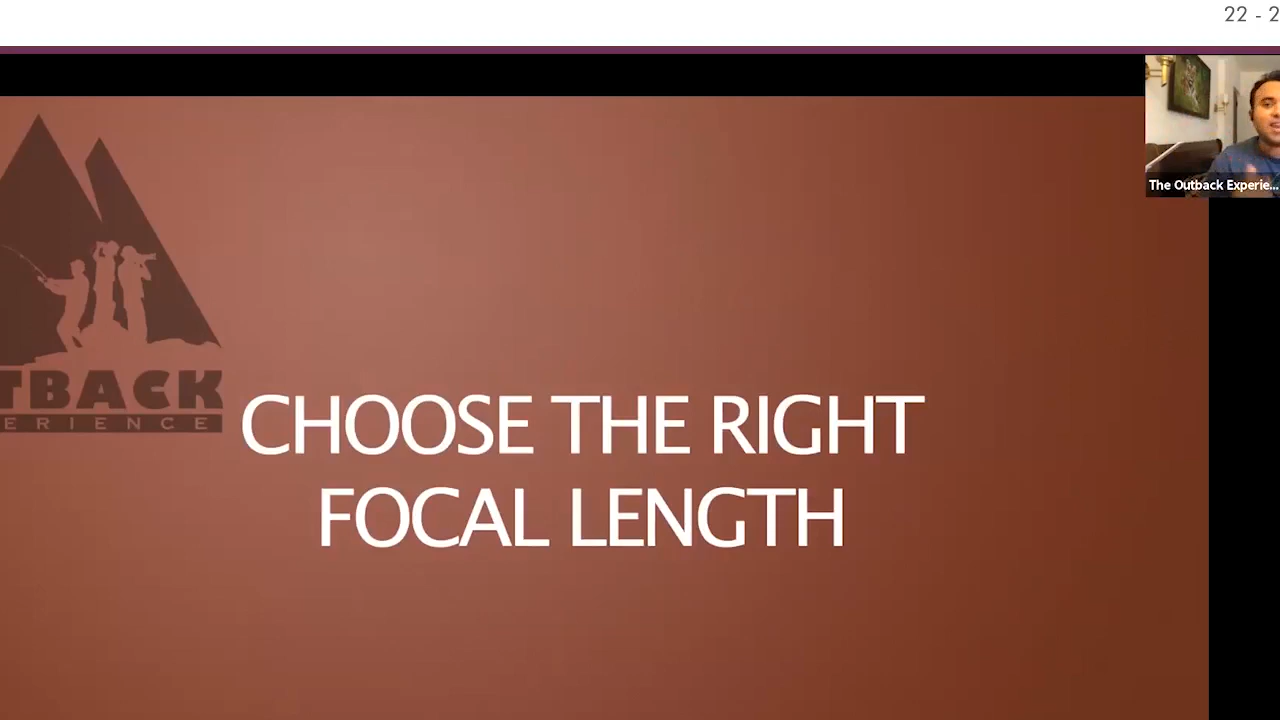 22 - 2
The Outback Experie...
TBACK
ERIENCE
CHOOSE THE RIGHT
FOCAL LENGTH